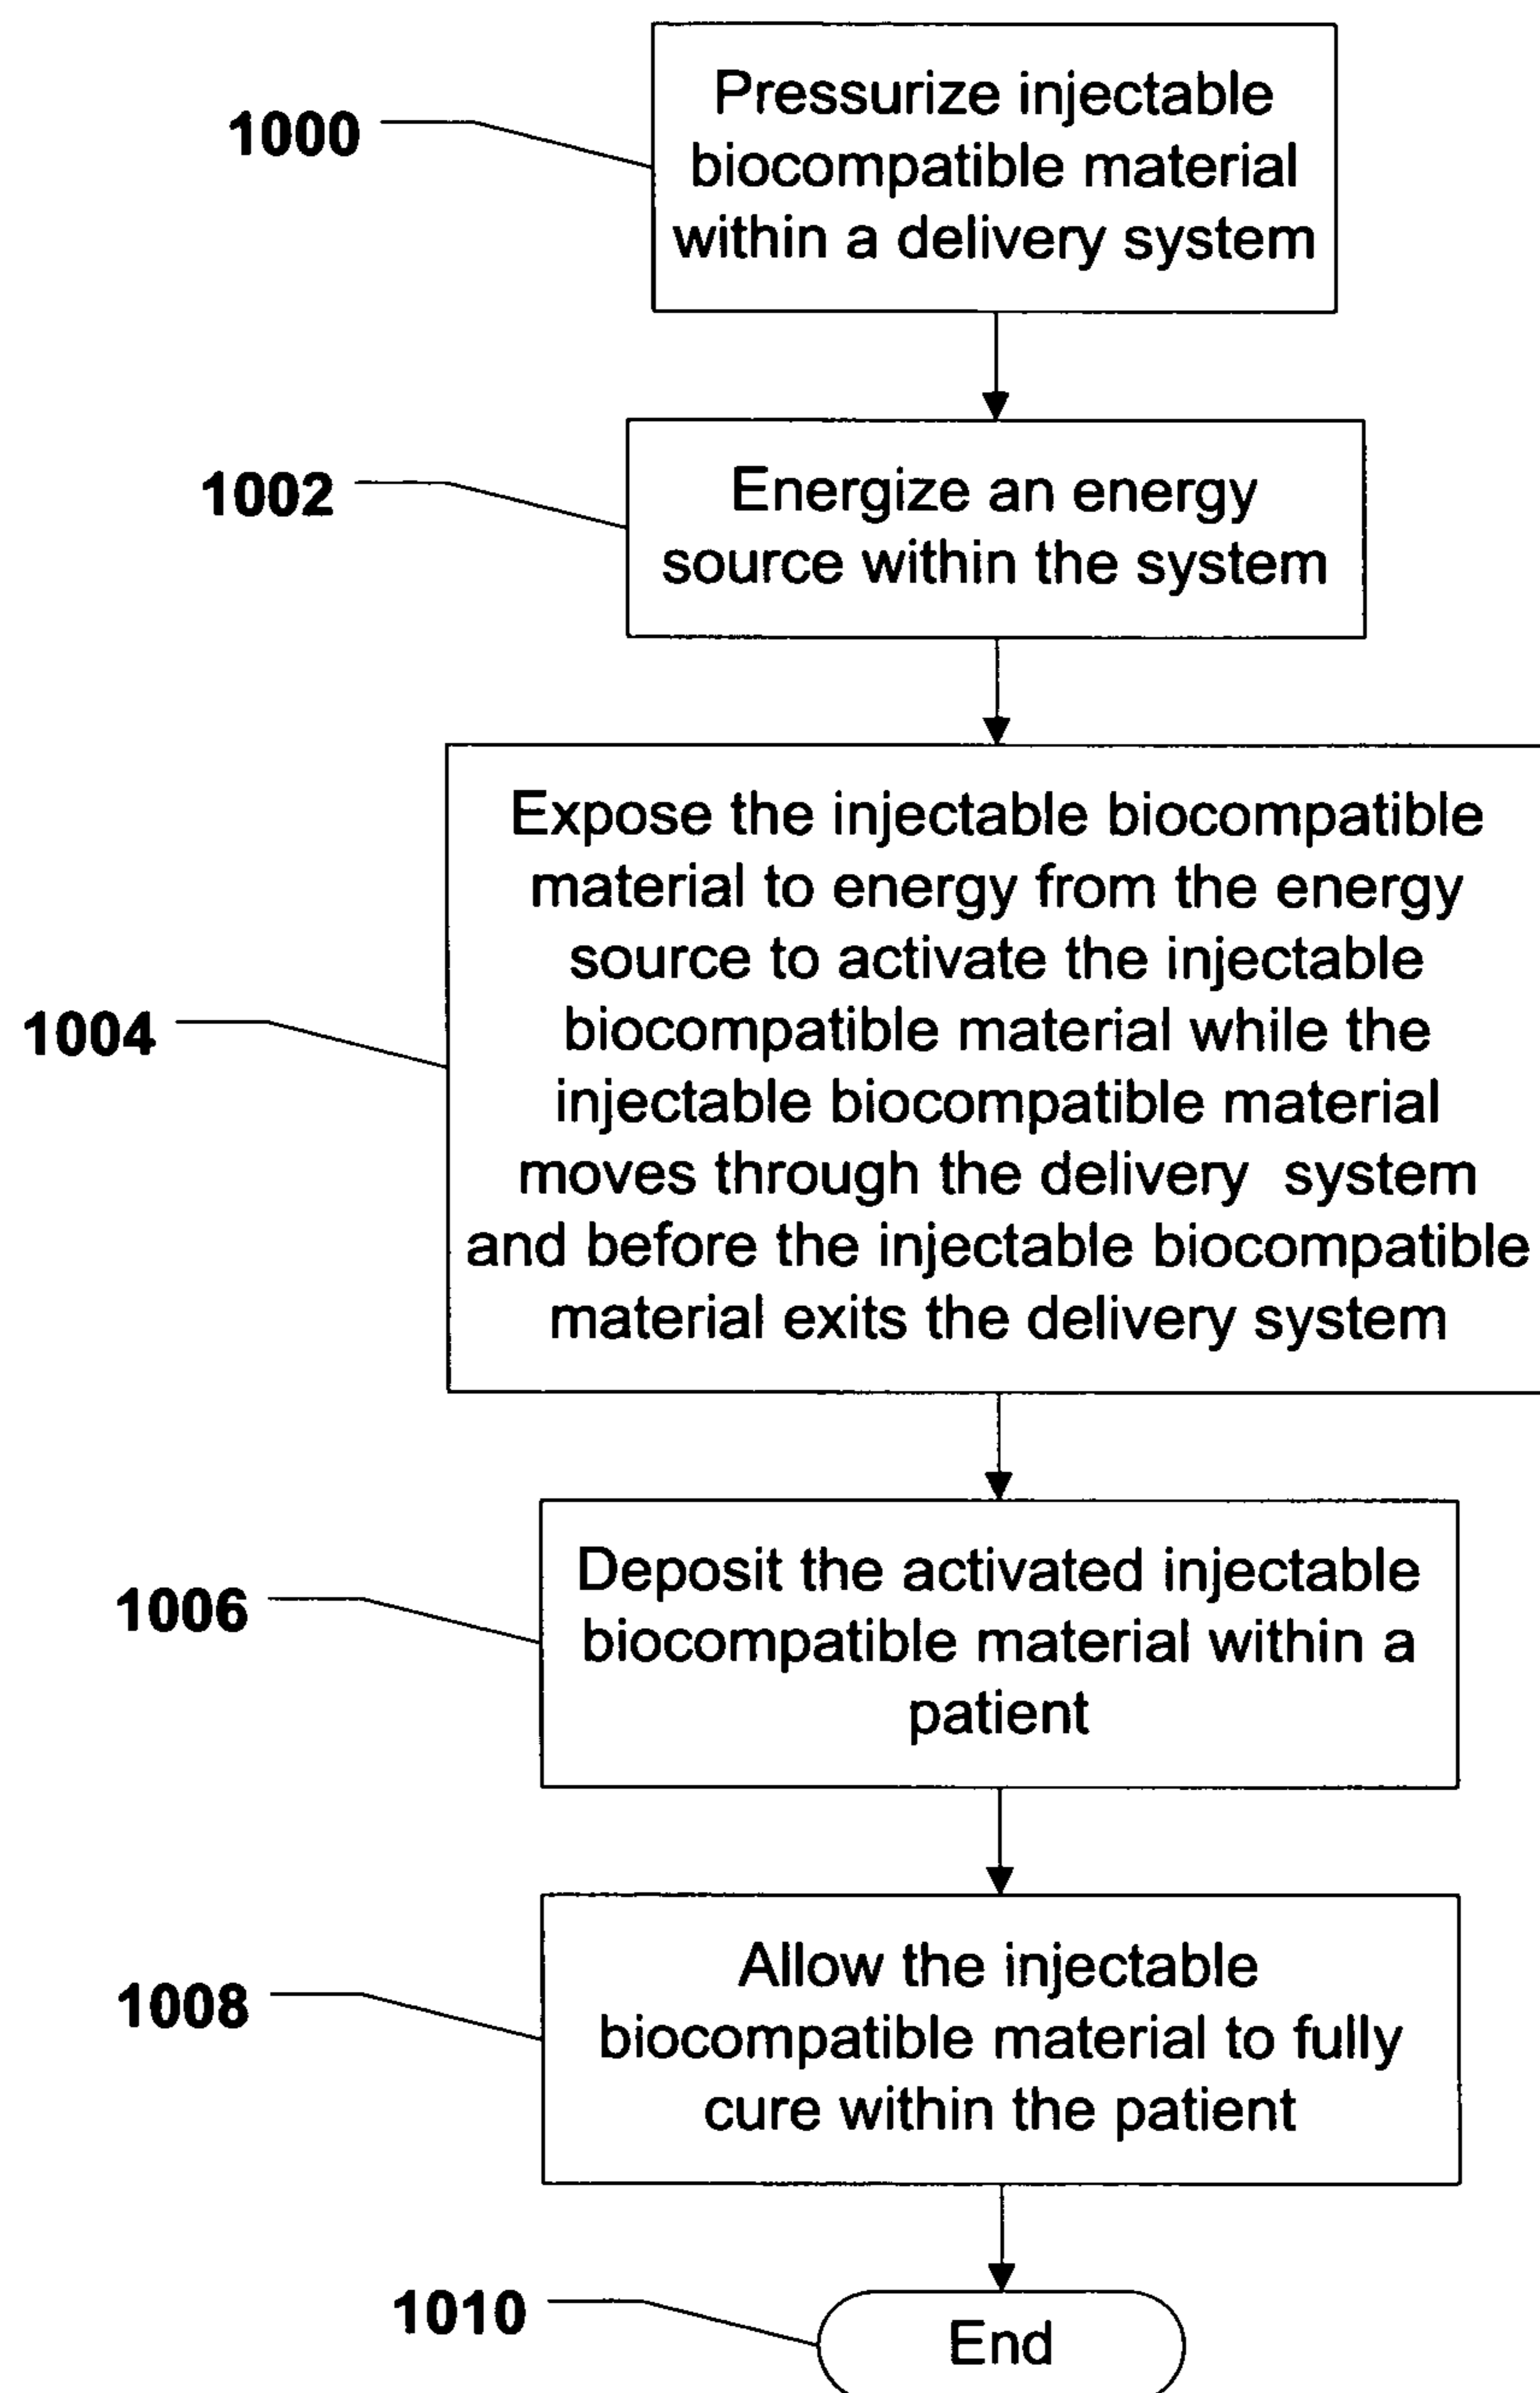 Pressurize injectable
1000
biocompatible material
within a delivery system
Energize an energy
1002
source within the system
Expose the injectable biocompatible
material to energy from the energy
source to activate the injectable
1004
biocompatible material while the
injectable biocompatible material
moves through the delivery system
and before the injectable biocompatible
material exits the delivery system
Deposit the activated injectable
1006
biocompatible material within a
patient
Allow the injectable
1008
biocompatible material to fully
cure within the patient
1010
End